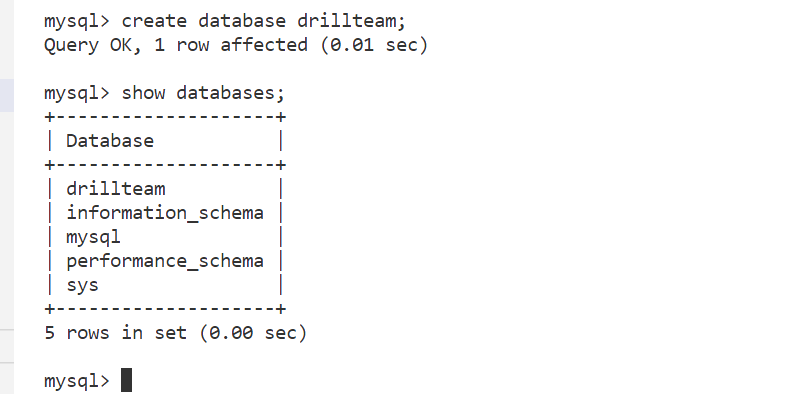 mysql> create database drillteam;
Query OK, 1 row affected (0.01 sec)

mysql> show databases;
+--------------------+
| Database           |
+--------------------+
| drillteam          |
| information_schema |
| mysql              |
| performance_schema |
| sys                |
+--------------------+
5 rows in set (0.00 sec)

mysql>